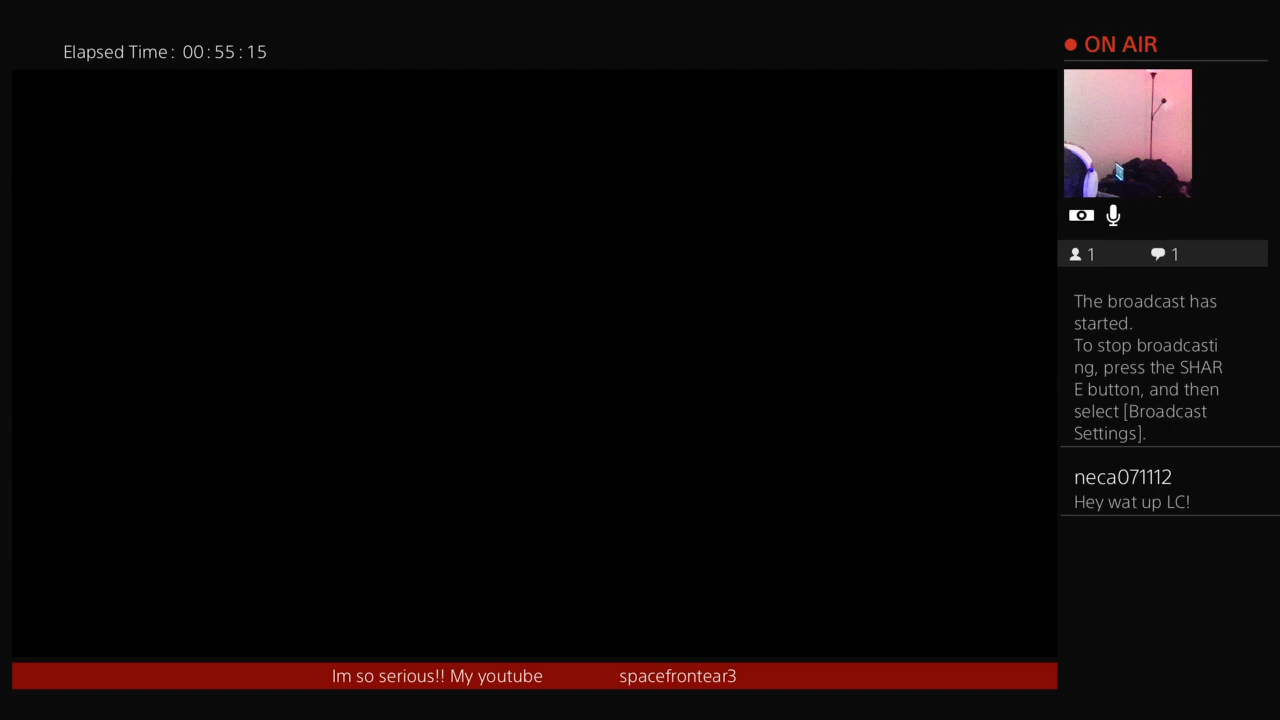 Elapsed Time: 00:55:15
ON AIR
1
1
The broadcast has
started.
To stop broadcasti
ng, press the SHAR
E button, and then
select [Broadcast
Settings].
neca071112
Hey wat up LC!
Im so serious!! My youtube spacefrontear3